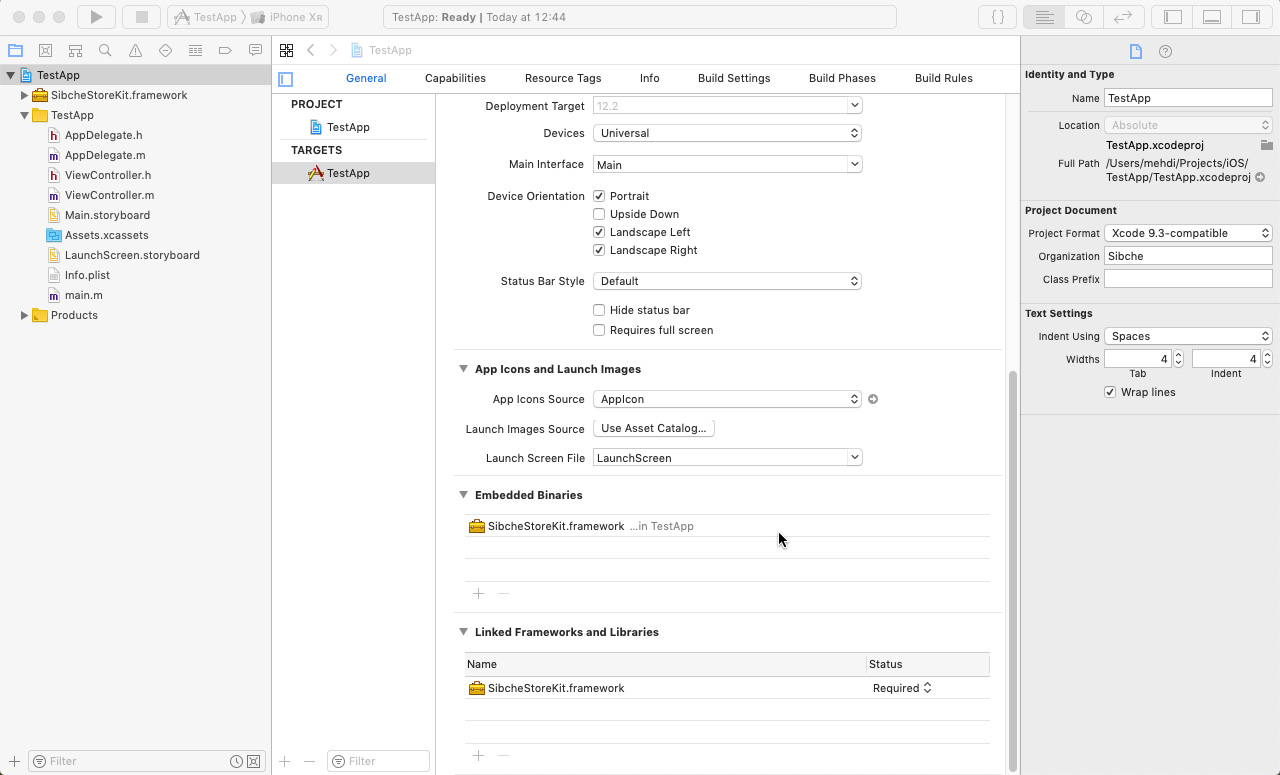 TestApp 〉 iPhone XR
TestApp: Ready | Today at 12:44
TestApp
SibcheStoreKit.framework
TestApp
AppDelegate.h
AppDelegate.m
ViewController.h
ViewController.m
Main.storyboard
Assets.xcassets
LaunchScreen.storyboard
Info.plist
main.m
Products
Filter
TestApp
General Capabilities Resource Tags Info Build Settings Build Phases Build Rules
PROJECT
TestApp
TARGETS
TestApp
Filter
Deployment Target 12.2
Devices Universal
Main Interface Main
Device Orientation Portrait
Upside Down
Landscape Left
Landscape Right
Status Bar Style Default
Hide status bar
Requires full screen
App Icons and Launch Images
App Icons Source AppIcon
Launch Images Source Use Asset Catalog...
Launch Screen File LaunchScreen
Embedded Binaries
SibcheStoreKit.framework ...in TestApp
Linked Frameworks and Libraries
Name Status
SibcheStoreKit.framework Required
Identity and Type
Name TestApp
Location Absolute
TestApp.xcodeproj
Full Path /Users/mehdi/Projects/iOS/
TestApp/TestApp.xcodeproj
Project Document
Project Format Xcode 9.3-compatible
Organization Sibche
Class Prefix
Text Settings
Indent Using Spaces
Widths 4 4
Tab Indent
Wrap lines